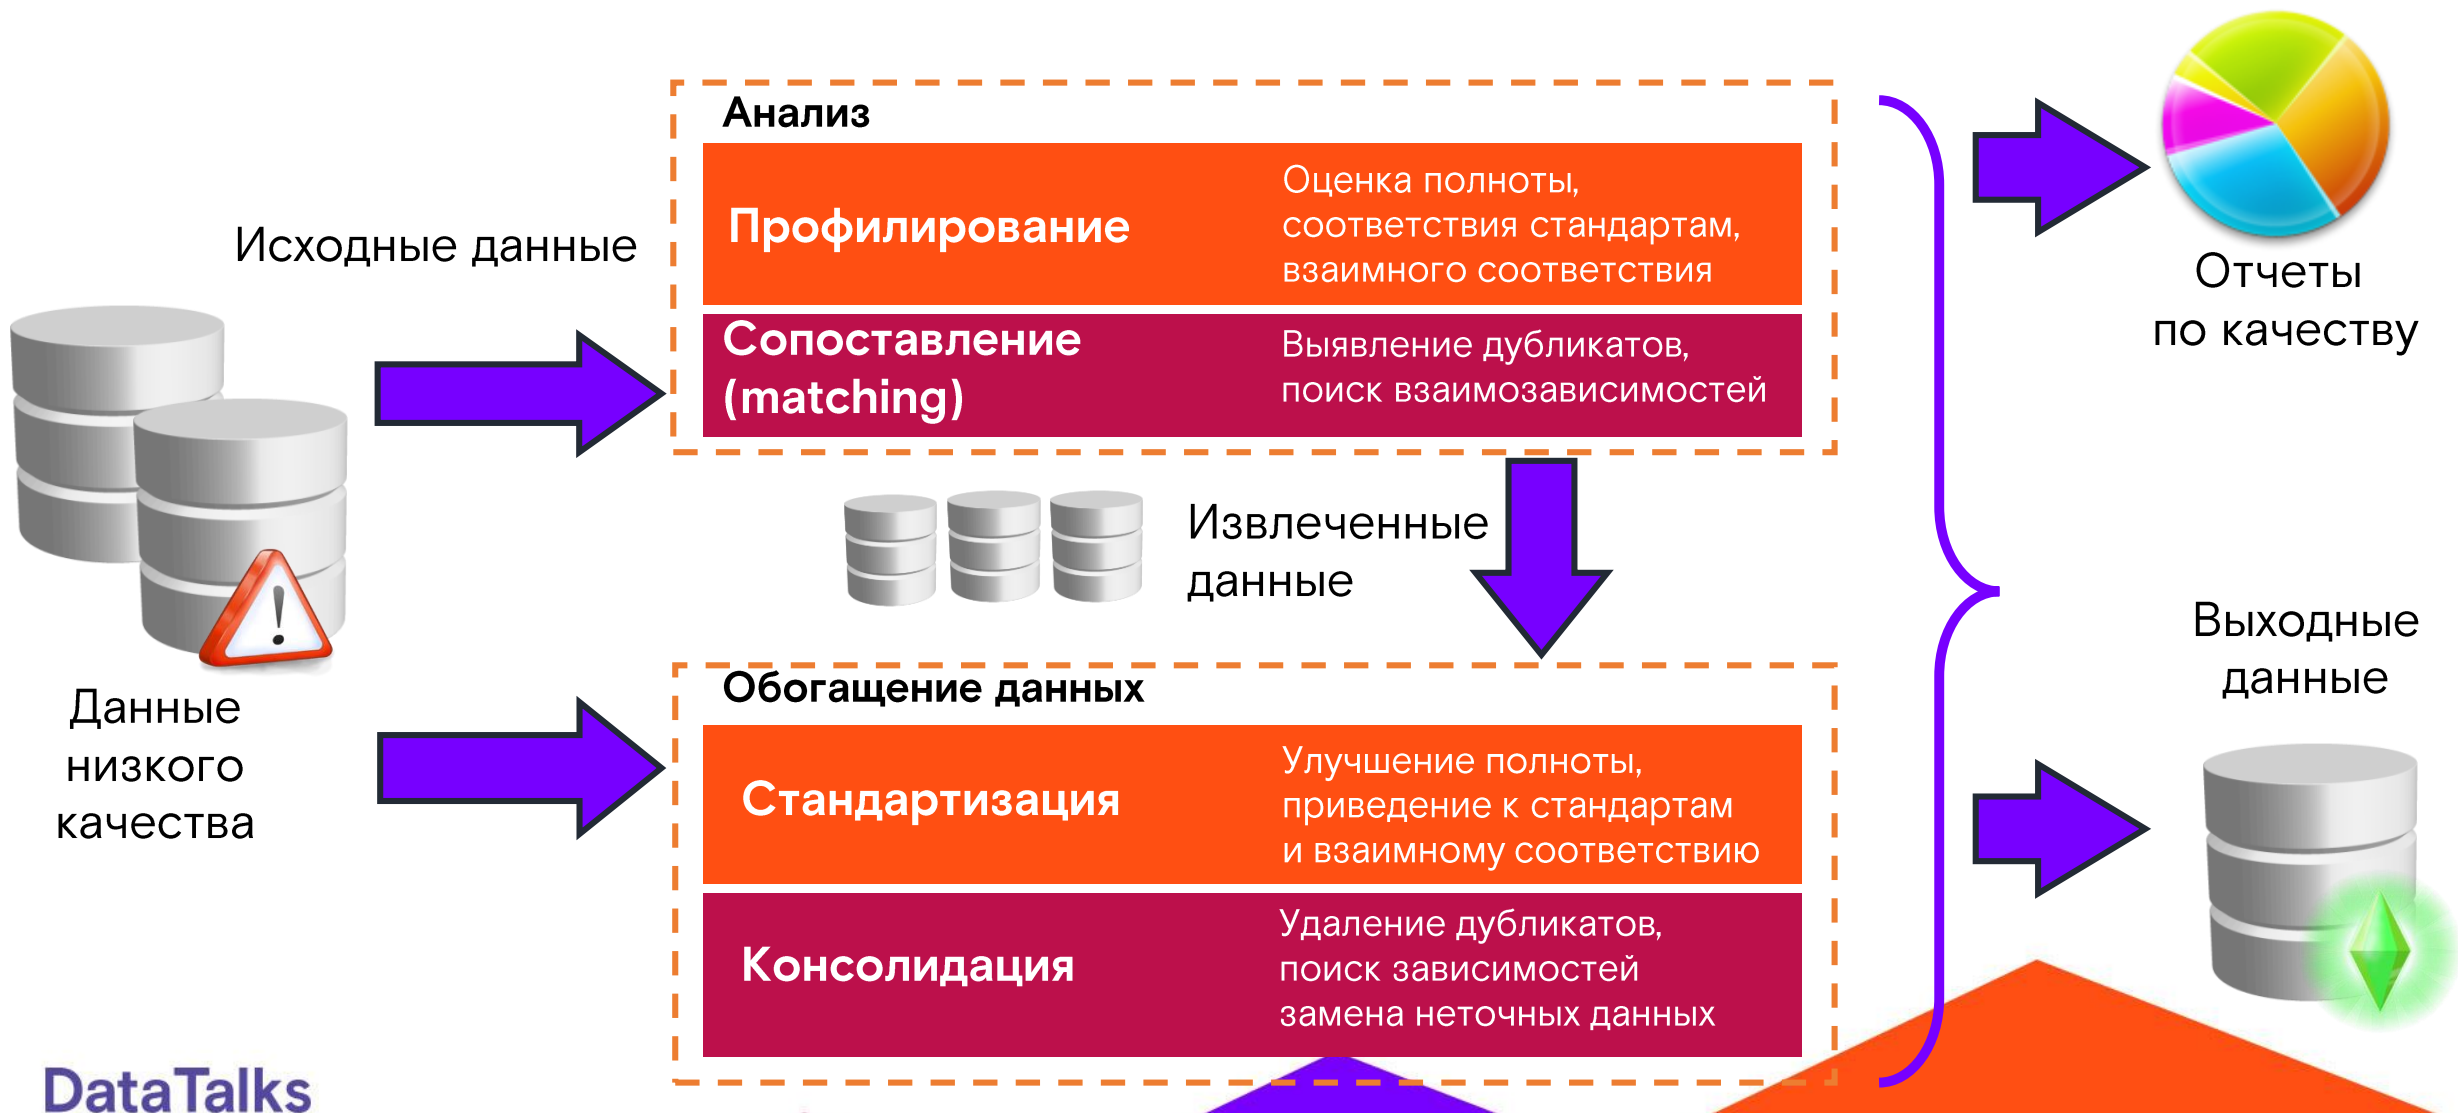 Исходные данные
Данные
низкого
качества
Анализ
Профилирование
Оценка полноты,
соответствия стандартам,
взаимного соответствия
Сопоставление
(matching)
Выявление дубликатов,
поиск взаимозависимостей
Извлеченные
данные
Обогащение данных
Стандартизация
Улучшение полноты,
приведение к стандартам
и взаимному соответствию
Консолидация
Удаление дубликатов,
поиск зависимостей
замена неточных данных
Отчеты
по качеству
Выходные
данные
DataTalks